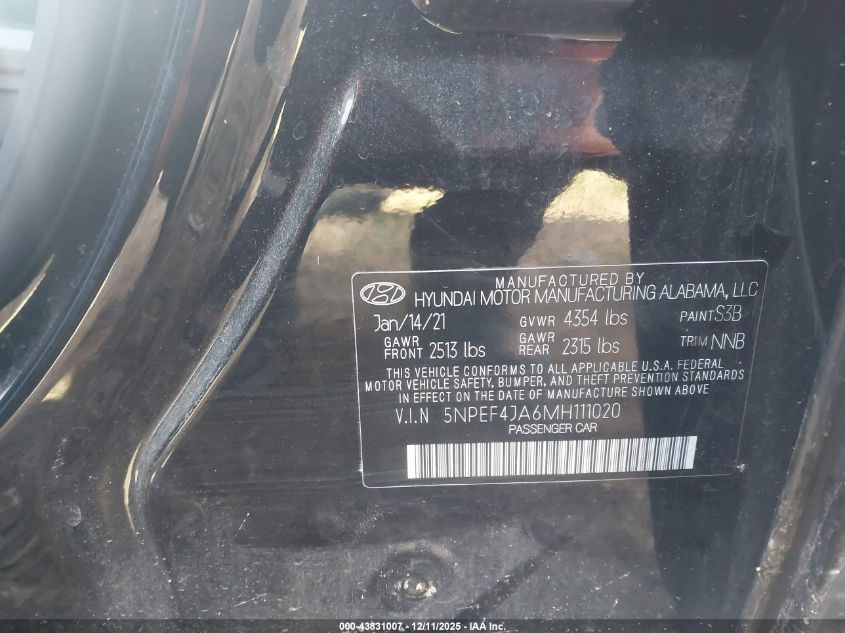 MANUFACTURED BY
HYUNDAI MOTOR MANUFACTURING ALABAMA, LLC
Jan/14/21 GVWR 4354 lbs PAINT S3B
GAWR FRONT 2513 lbs GAWR REAR 2315 lbs TRIM NNB
THIS VEHICLE CONFORMS TO ALL APPLICABLE U.S.A. FEDERAL
MOTOR VEHICLE SAFETY, BUMPER, AND THEFT PREVENTION STANDARDS
IN EFFECT ON THE DATE OF MANUFACTURE SHOWN ABOVE
V.I.N 5NPEF4JA6MH111020
PASSENGER CAR
000-43831007 - 12/11/2025 - IAA Inc.